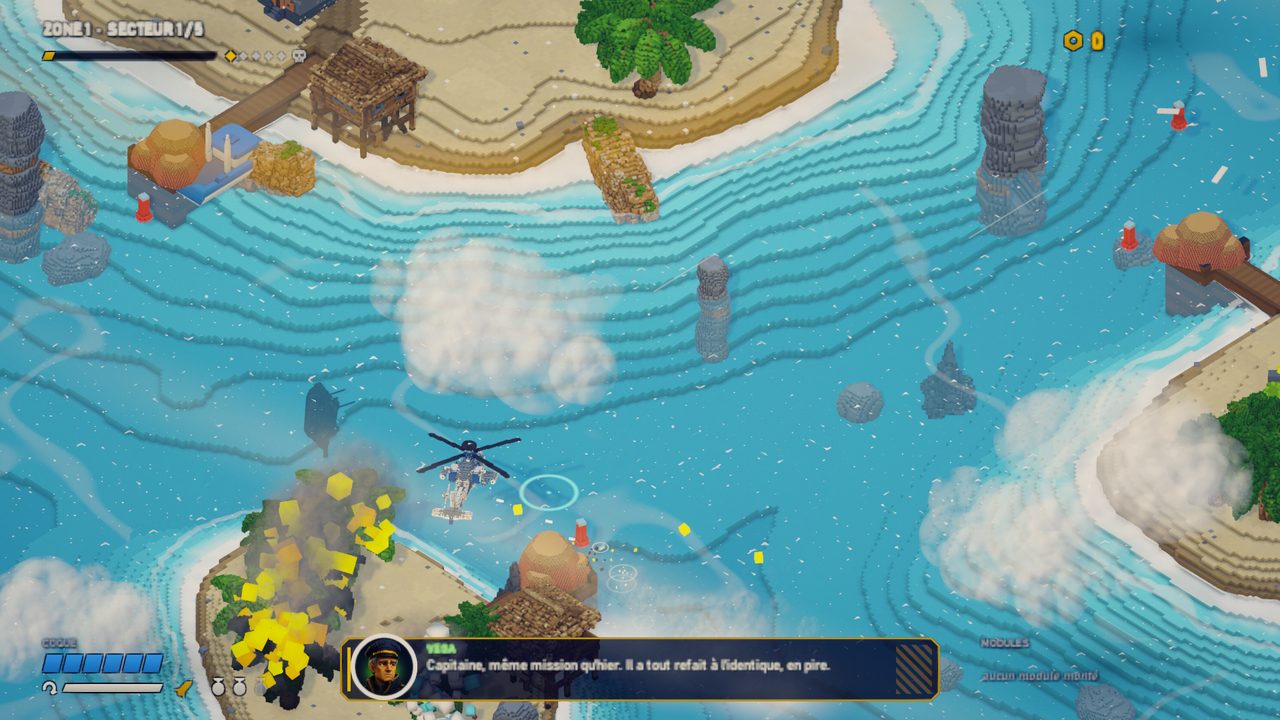 ZONE 1 - SECTEUR 1/5
0
COQUE
MODULES
VEGA
Capitaine, même mission qu'hier. Il a tout refait à l'identique, en pire.
aucun module monté